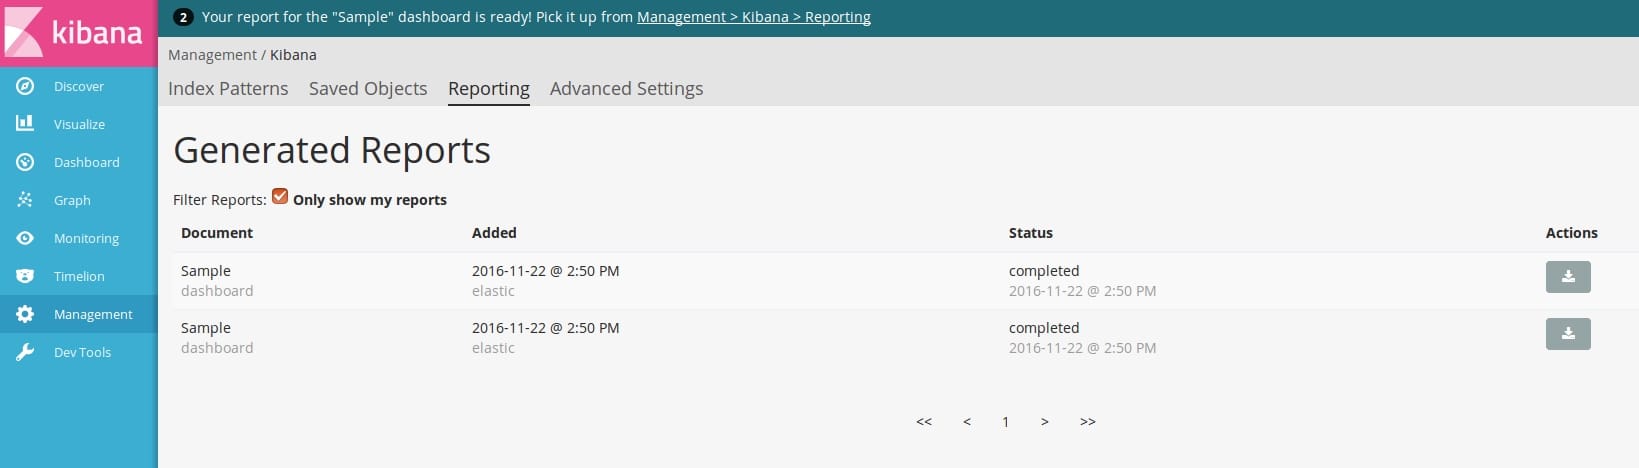 kibana
2 Your report for the "Sample" dashboard is ready! Pick it up from Management > Kibana > Reporting
Management / Kibana
Index Patterns Saved Objects Reporting Advanced Settings
Discover
Visualize
Dashboard
Graph
Monitoring
Timelion
Management
Dev Tools
Generated Reports
Filter Reports: Only show my reports
Document Added Status Actions
Sample 2016-11-22 @ 2:50 PM completed
dashboard elastic 2016-11-22 @ 2:50 PM
Sample 2016-11-22 @ 2:50 PM completed
dashboard elastic 2016-11-22 @ 2:50 PM
<< < 1 > >>